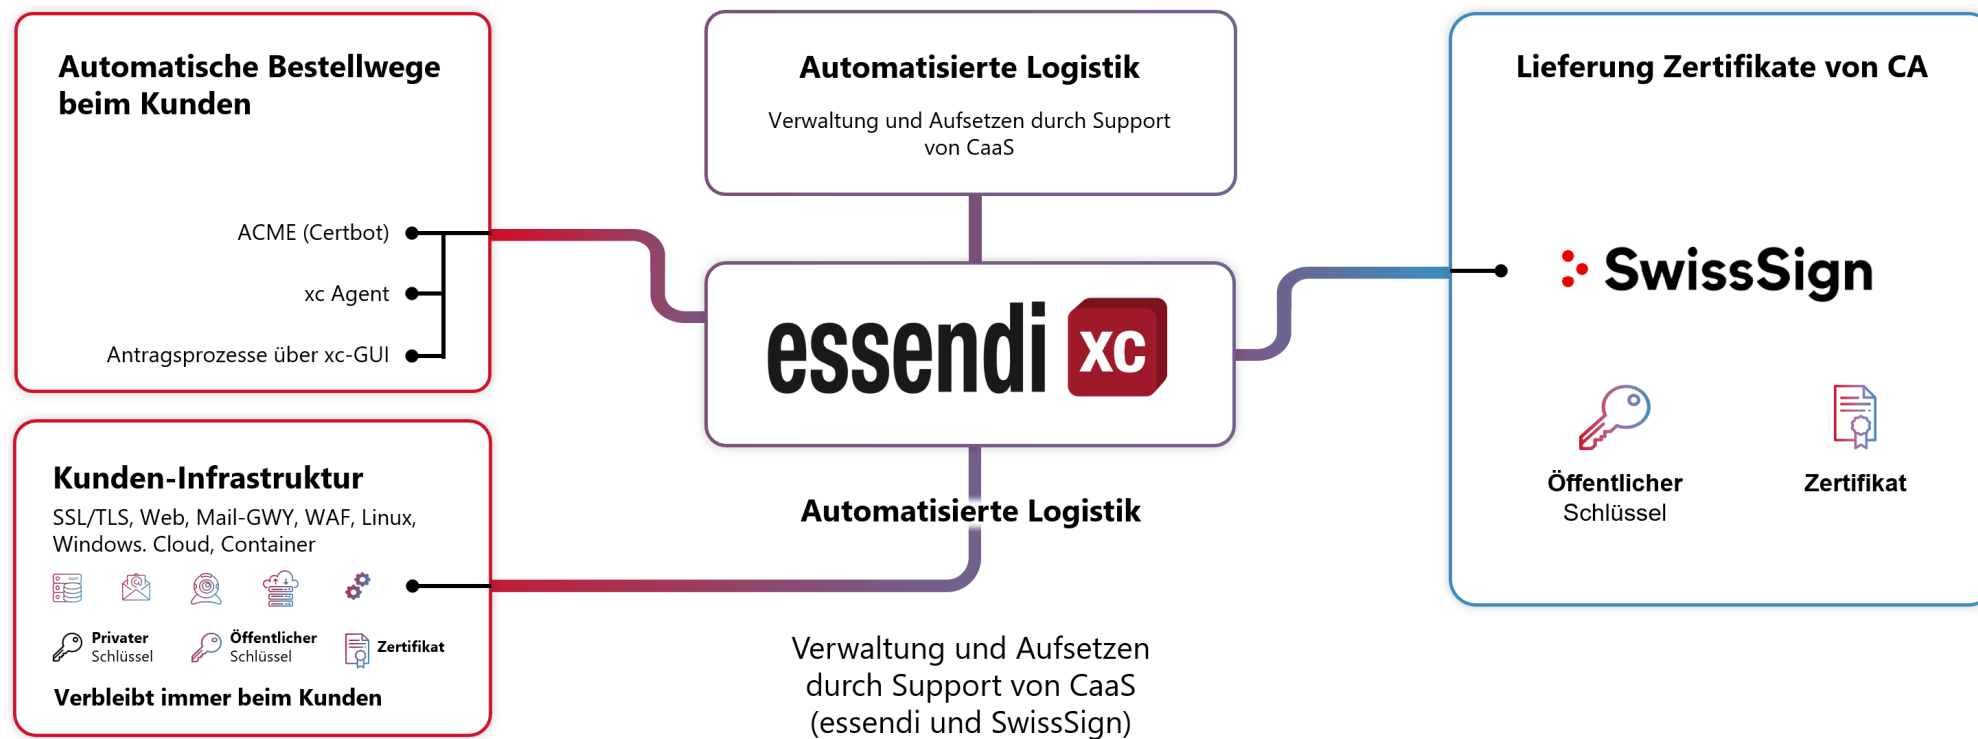 Automatische Bestellwege
beim Kunden
ACME (Certbot)
xc Agent
Antragsprozesse über xc-GUI
Kunden-Infrastruktur
SSL/TLS, Web, Mail-GWY, WAF, Linux,
Windows. Cloud, Container
Privater
Schlüssel
Öffentlicher
Schlüssel
Zertifikat
Verbleibt immer beim Kunden
Automatisierte Logistik
Verwaltung und Aufsetzen durch Support
von CaaS
essendi xc
Automatisierte Logistik
Verwaltung und Aufsetzen
durch Support von CaaS
(essendi und SwissSign)
Lieferung Zertifikate von CA
SwissSign
Öffentlicher
Schlüssel
Zertifikat